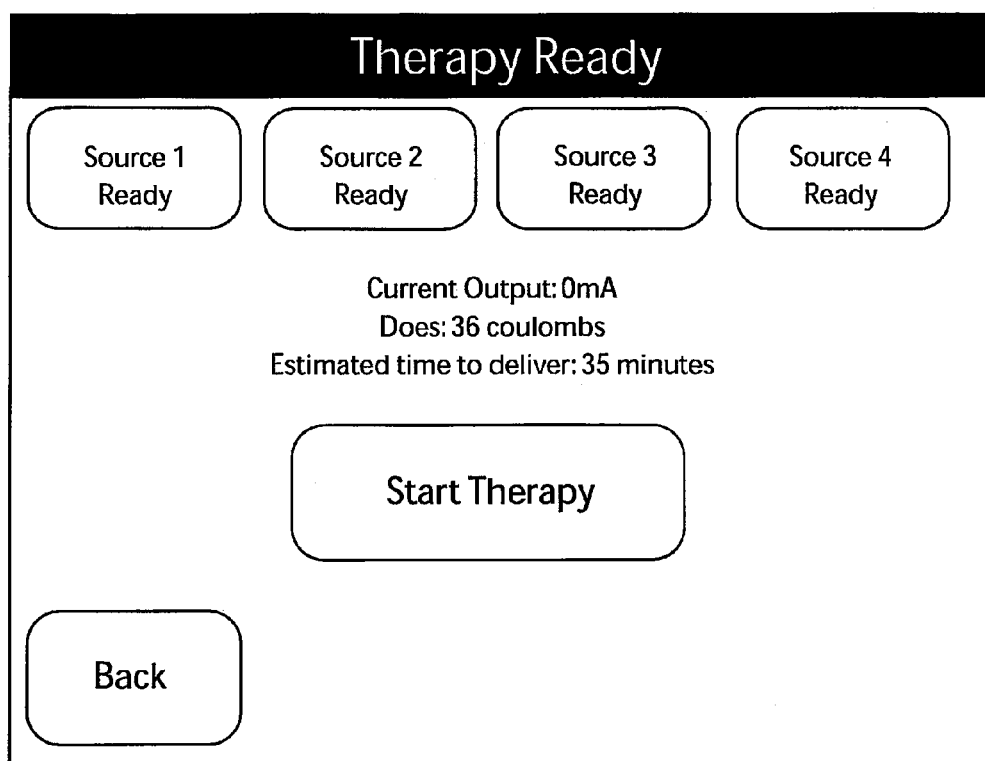 Therapy Ready
Source 1
Ready
Source 2
Ready
Source 3
Ready
Source 4
Ready
Current Output: 0mA
Does: 36 coulombs
Estimated time to deliver: 35 minutes
Start Therapy
Back